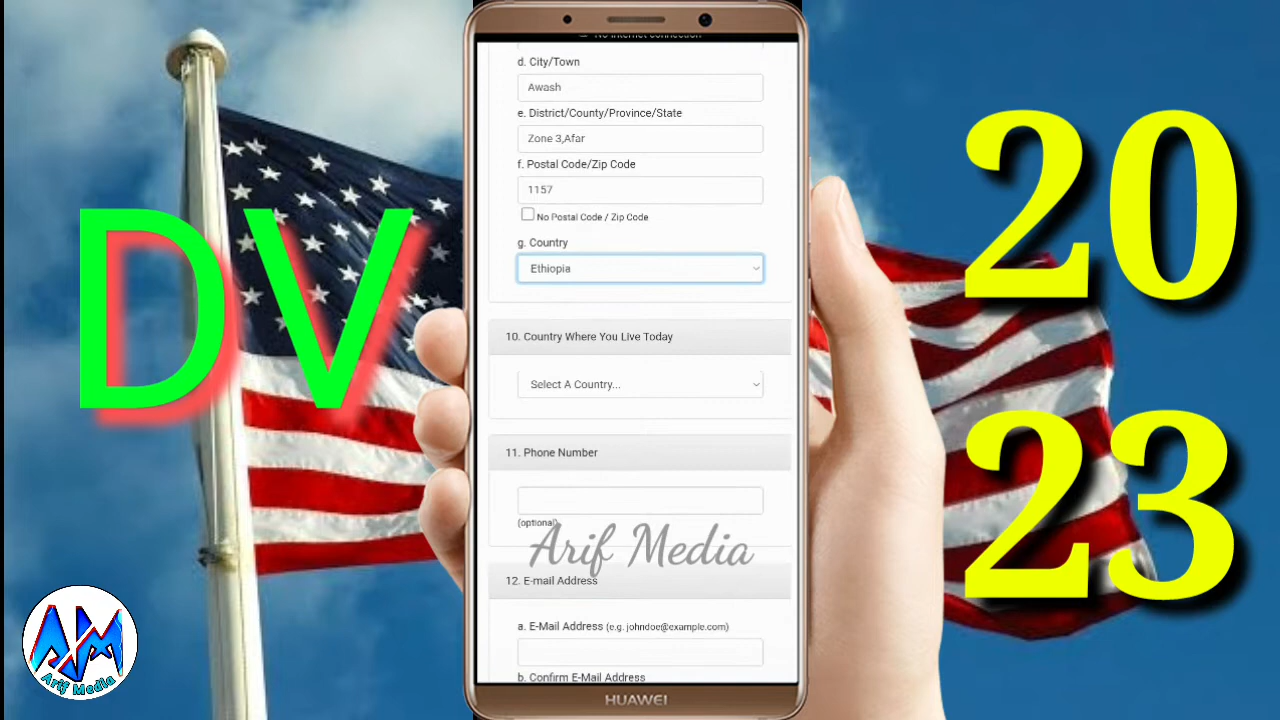 DV
20
23
No internet connection
d. City/Town
Awash
e. District/County/Province/State
Zone 3,Afar
f. Postal Code/Zip Code
1157
No Postal Code / Zip Code
g. Country
Ethiopia
10. Country Where You Live Today
Select A Country...
11. Phone Number
(optional)
Arif Media
12. E-mail Address
a. E-Mail Address (e.g. johndoe@example.com)
b. Confirm E-Mail Address
HUAWEI
AM
Arif Media